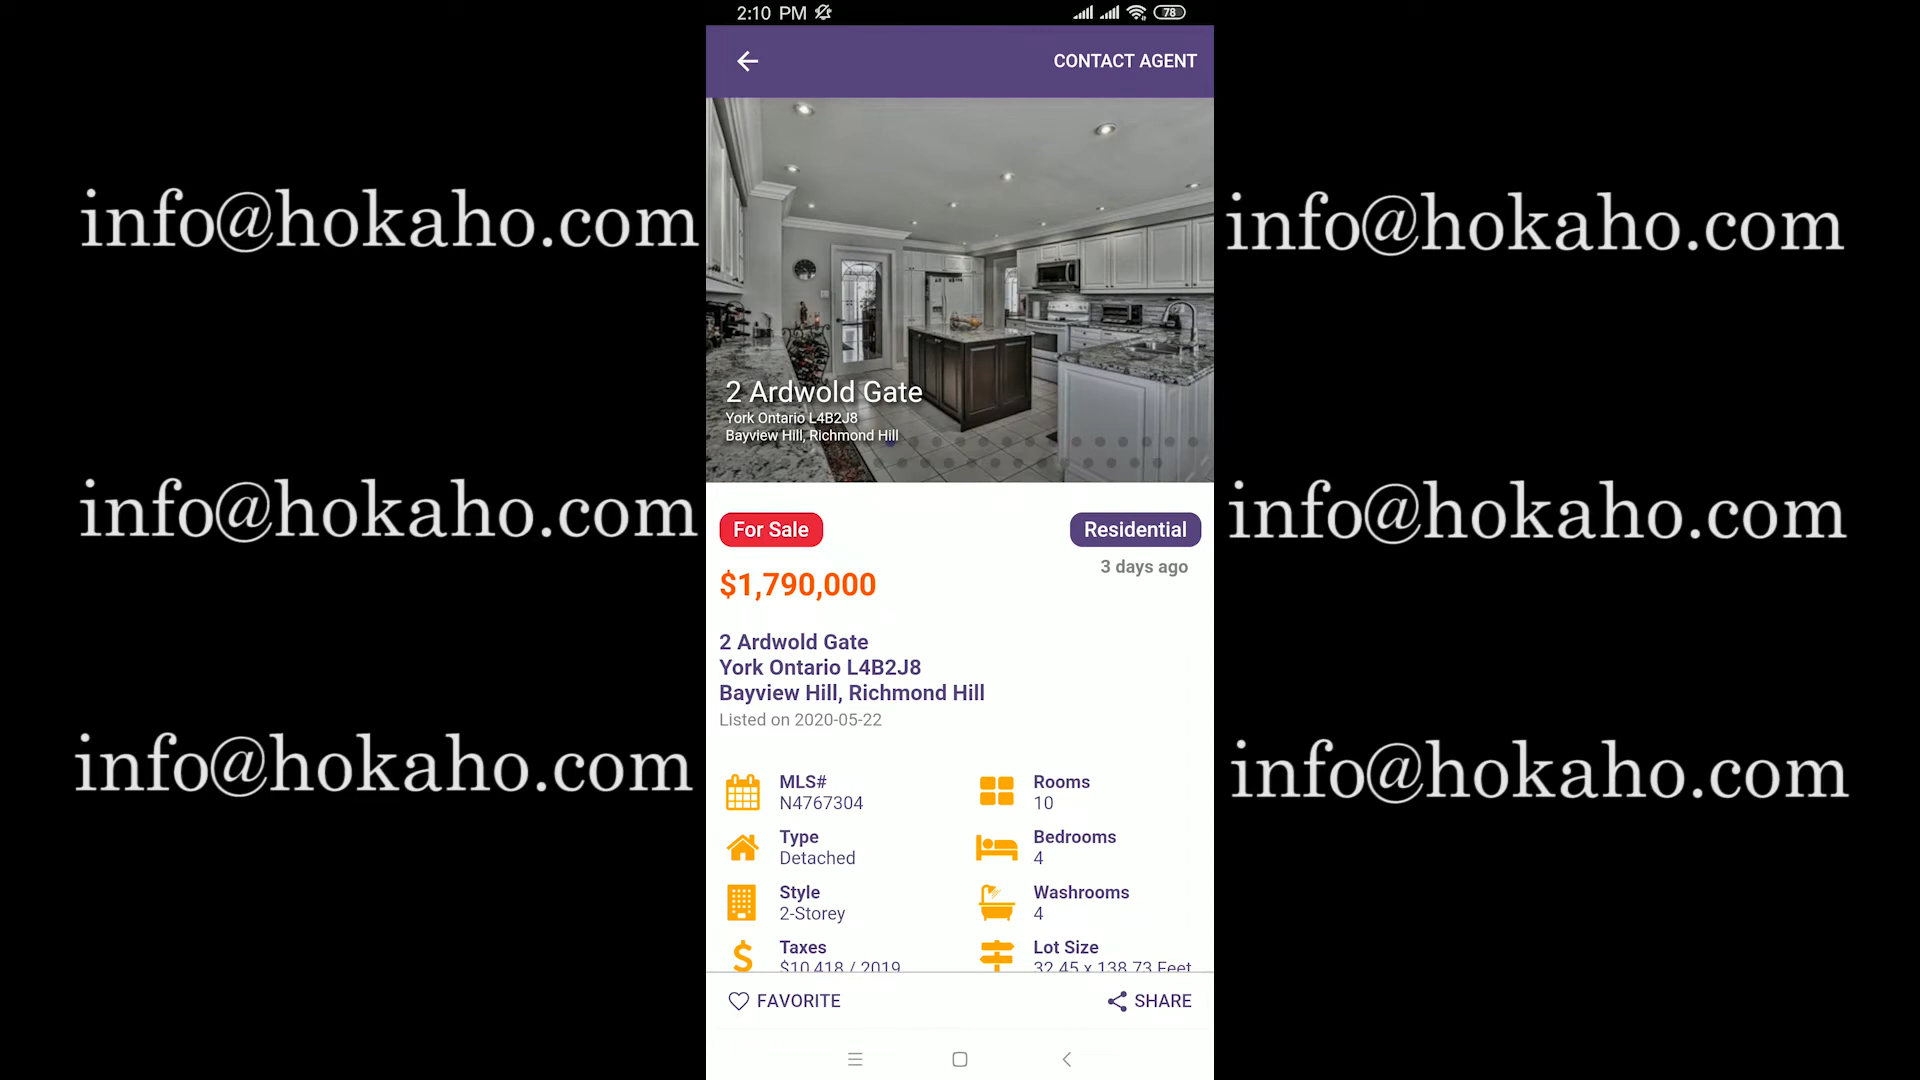 2:10 PM
78
CONTACT AGENT
info@hokaho.com
info@hokaho.com
2 Ardwold Gate
York Ontario L4B2J8
Bayview Hill, Richmond Hill
info@hokaho.com
info@hokaho.com
For Sale
Residential
3 days ago
$1,790,000
2 Ardwold Gate
York Ontario L4B2J8
Bayview Hill, Richmond Hill
Listed on 2020-05-22
info@hokaho.com
info@hokaho.com
MLS#
N4767304
Rooms
10
Type
Detached
Bedrooms
4
Style
2-Storey
Washrooms
4
Taxes
$10,418 / 2019
Lot Size
32.45 x 138.73 Feet
FAVORITE
SHARE